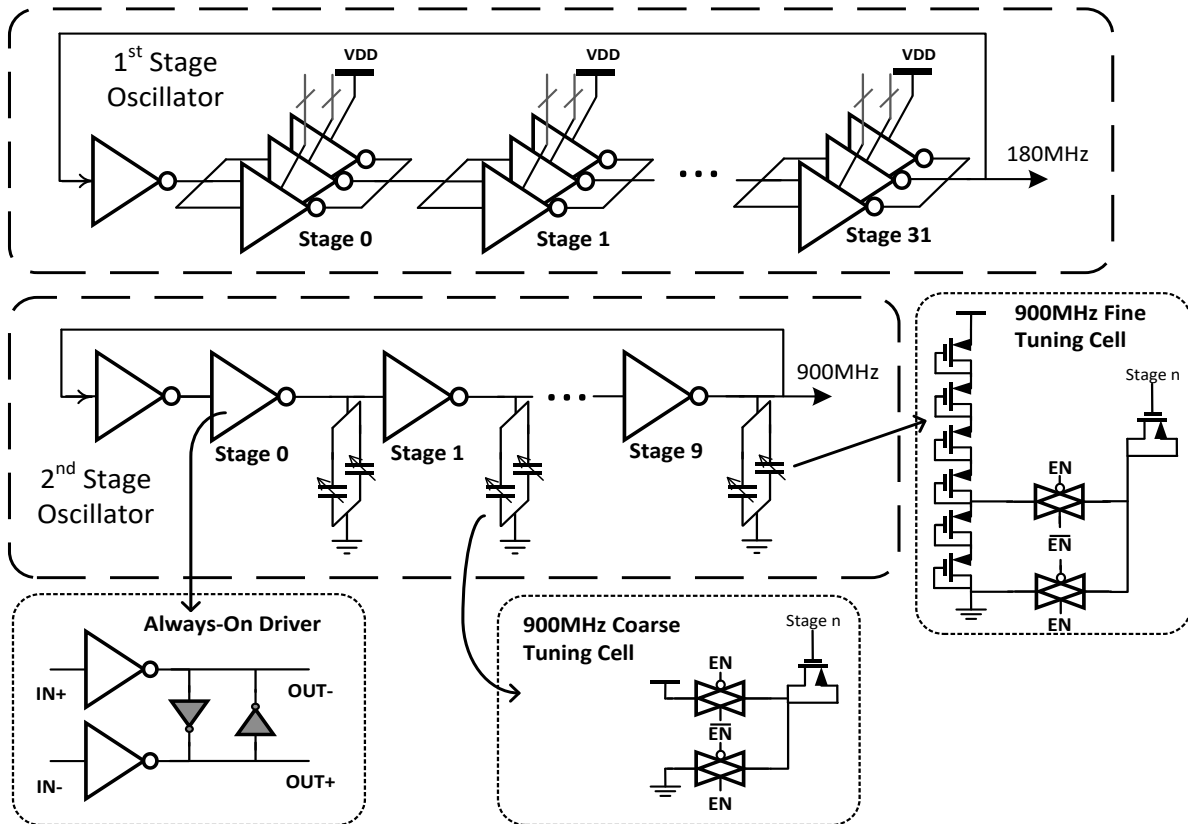 1st Stage
Oscillator
VDD
VDD
VDD
180MHz
Stage 0
Stage 1
Stage 31
2nd Stage
Oscillator
Stage 0
Stage 1
Stage 9
900MHz
900MHz Fine
Tuning Cell
Stage n
EN
EN
EN
EN
Always-On Driver
IN+
OUT-
IN-
OUT+
900MHz Coarse
Tuning Cell
Stage n
EN
EN
EN